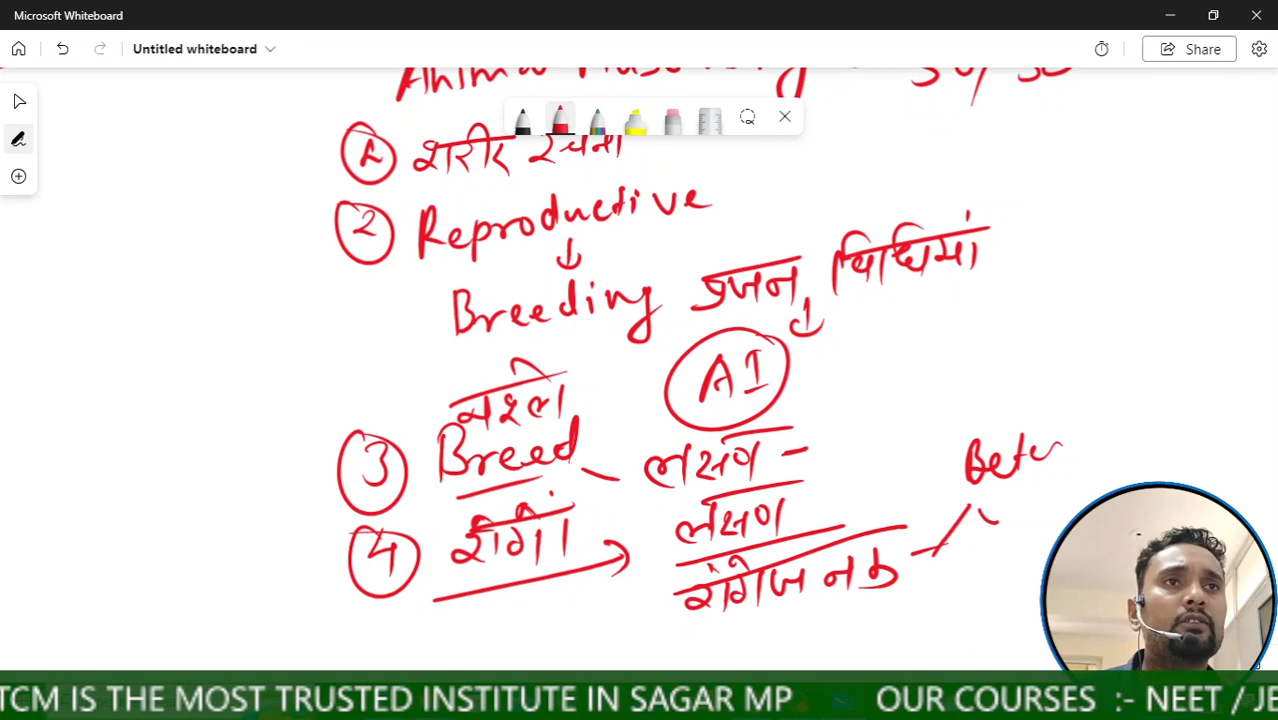 Microsoft Whiteboard
Untitled whiteboard
Share
Animal
1 शरीर रचना
2 Reproductive
Breeding प्रजनन विधियां
AI
नस्ल
3 Breed लक्षण
4 रोगों लक्षण
रोगजनक
TCM IS THE MOST TRUSTED INSTITUTE IN SAGAR MP OUR COURSES :- NEET / JE